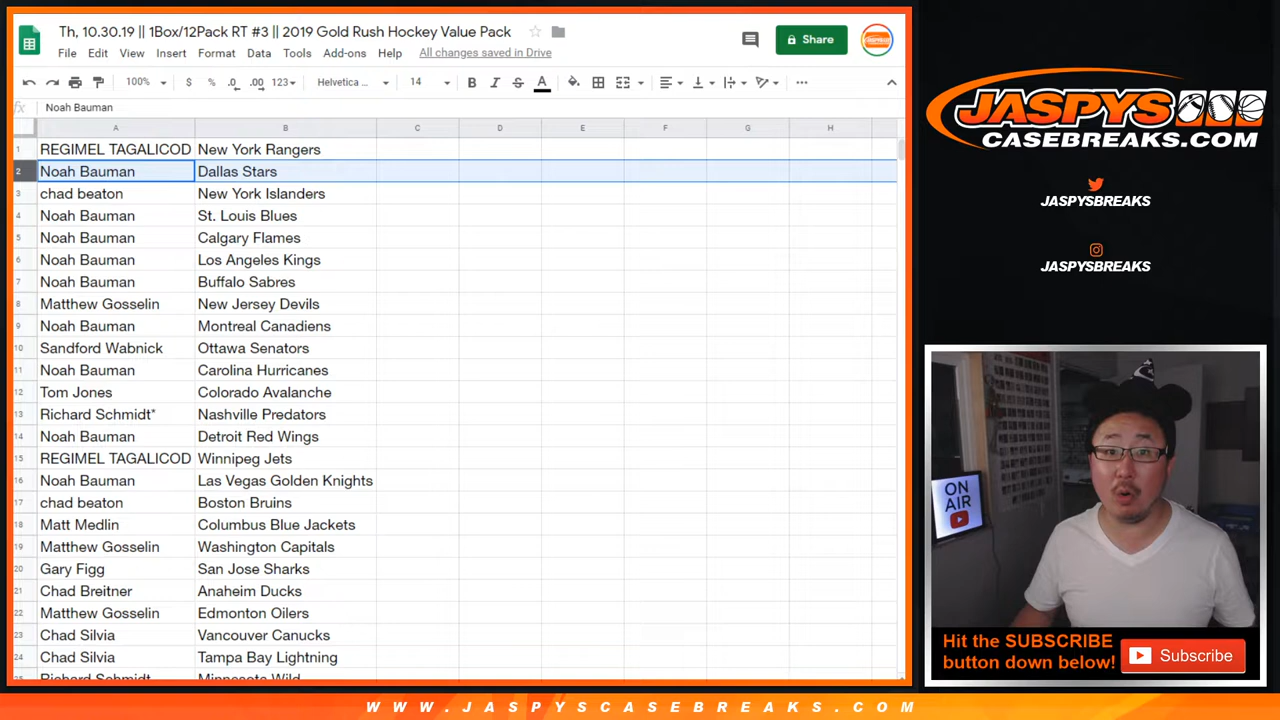 Th, 10.30.19 || 1Box/12Pack RT #3 || 2019 Gold Rush Hockey Value Pack
File Edit View Insert Format Data Tools Add-ons Help All changes saved in Drive
Share
100% $ % .0 .00 123 Helvetica ... 14 B I S A
fx Noah Bauman
A B C D E F G H
1 REGIMEL TAGALICOD New York Rangers
2 Noah Bauman Dallas Stars
3 chad beaton New York Islanders
4 Noah Bauman St. Louis Blues
5 Noah Bauman Calgary Flames
6 Noah Bauman Los Angeles Kings
7 Noah Bauman Buffalo Sabres
8 Matthew Gosselin New Jersey Devils
9 Noah Bauman Montreal Canadiens
10 Sandford Wabnick Ottawa Senators
11 Noah Bauman Carolina Hurricanes
12 Tom Jones Colorado Avalanche
13 Richard Schmidt* Nashville Predators
14 Noah Bauman Detroit Red Wings
15 REGIMEL TAGALICOD Winnipeg Jets
16 Noah Bauman Las Vegas Golden Knights
17 chad beaton Boston Bruins
18 Matt Medlin Columbus Blue Jackets
19 Matthew Gosselin Washington Capitals
20 Gary Figg San Jose Sharks
21 Chad Breitner Anaheim Ducks
22 Matthew Gosselin Edmonton Oilers
23 Chad Silvia Vancouver Canucks
24 Chad Silvia Tampa Bay Lightning
25 Richard Schmidt* Minnesota Wild
JASPYS
CASEBREAKS.COM
JASPYSBREAKS
JASPYSBREAKS
ON AIR
Hit the SUBSCRIBE
button down below!
Subscribe
WWW.JASPYSCASEBREAKS.COM